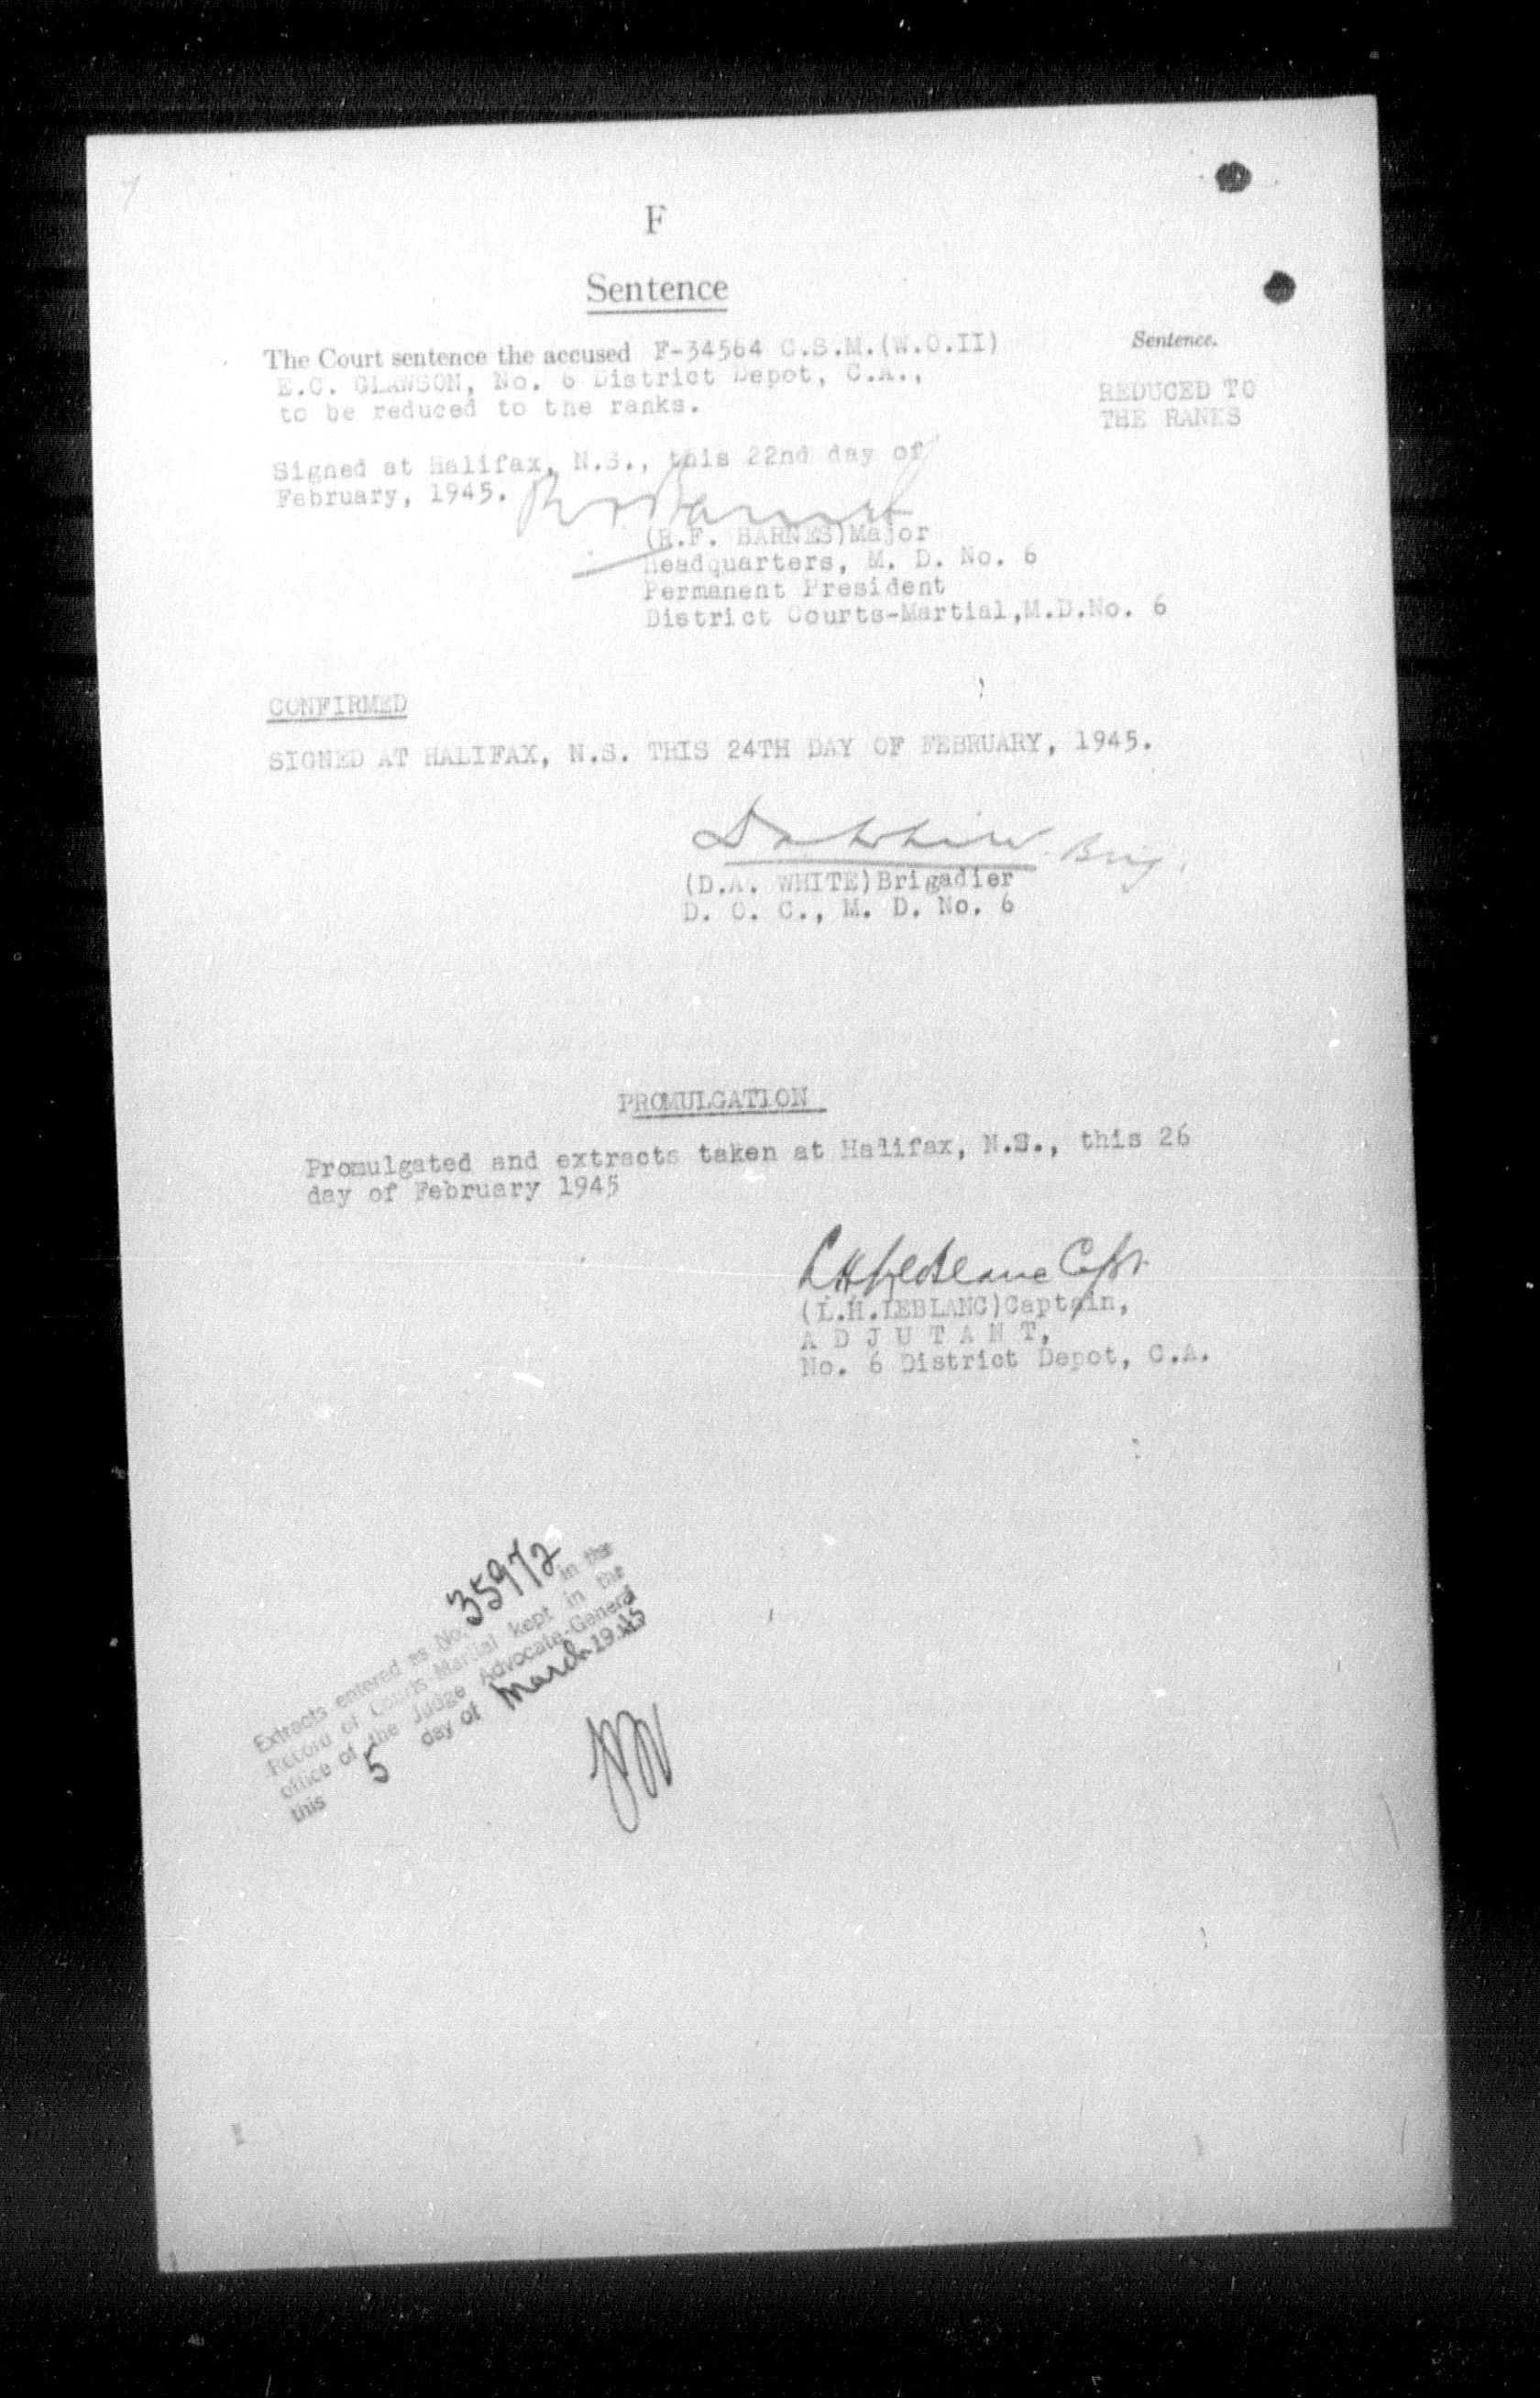 F
Sentence
The Court sentence the accused F-34564 C.S.M.(W.O.II)
E.C. GLAWSON, No. 6 District Depot, C.A.,
to be reduced to the ranks.
Sentence.
REDUCED TO
THE RANKS
Signed at Halifax, N.S., this 22nd day of
February, 1945.
(R.F. BARNES)Major
Headquarters, M. D. No. 6
Permanent President
District Courts-Martial,M.D.No. 6
CONFIRMED
SIGNED AT HALIFAX, N.S. THIS 24TH DAY OF FEBRUARY, 1945.
DA White Brig.
(D.A. WHITE)Brigadier
D. O. C., M. D. No. 6
PROMULGATION
Promulgated and extracts taken at Halifax, N.S., this 26
day of February 1945
LH LeBlanc Capt.
(L.H.LEBLANC)Captain,
A D J U T A N T,
No. 6 District Depot, C.A.
Extracts entered as No. 35972 in the
Record of Courts-Martial kept in the
office of the Judge Advocate-General
this 5 day of March 1945